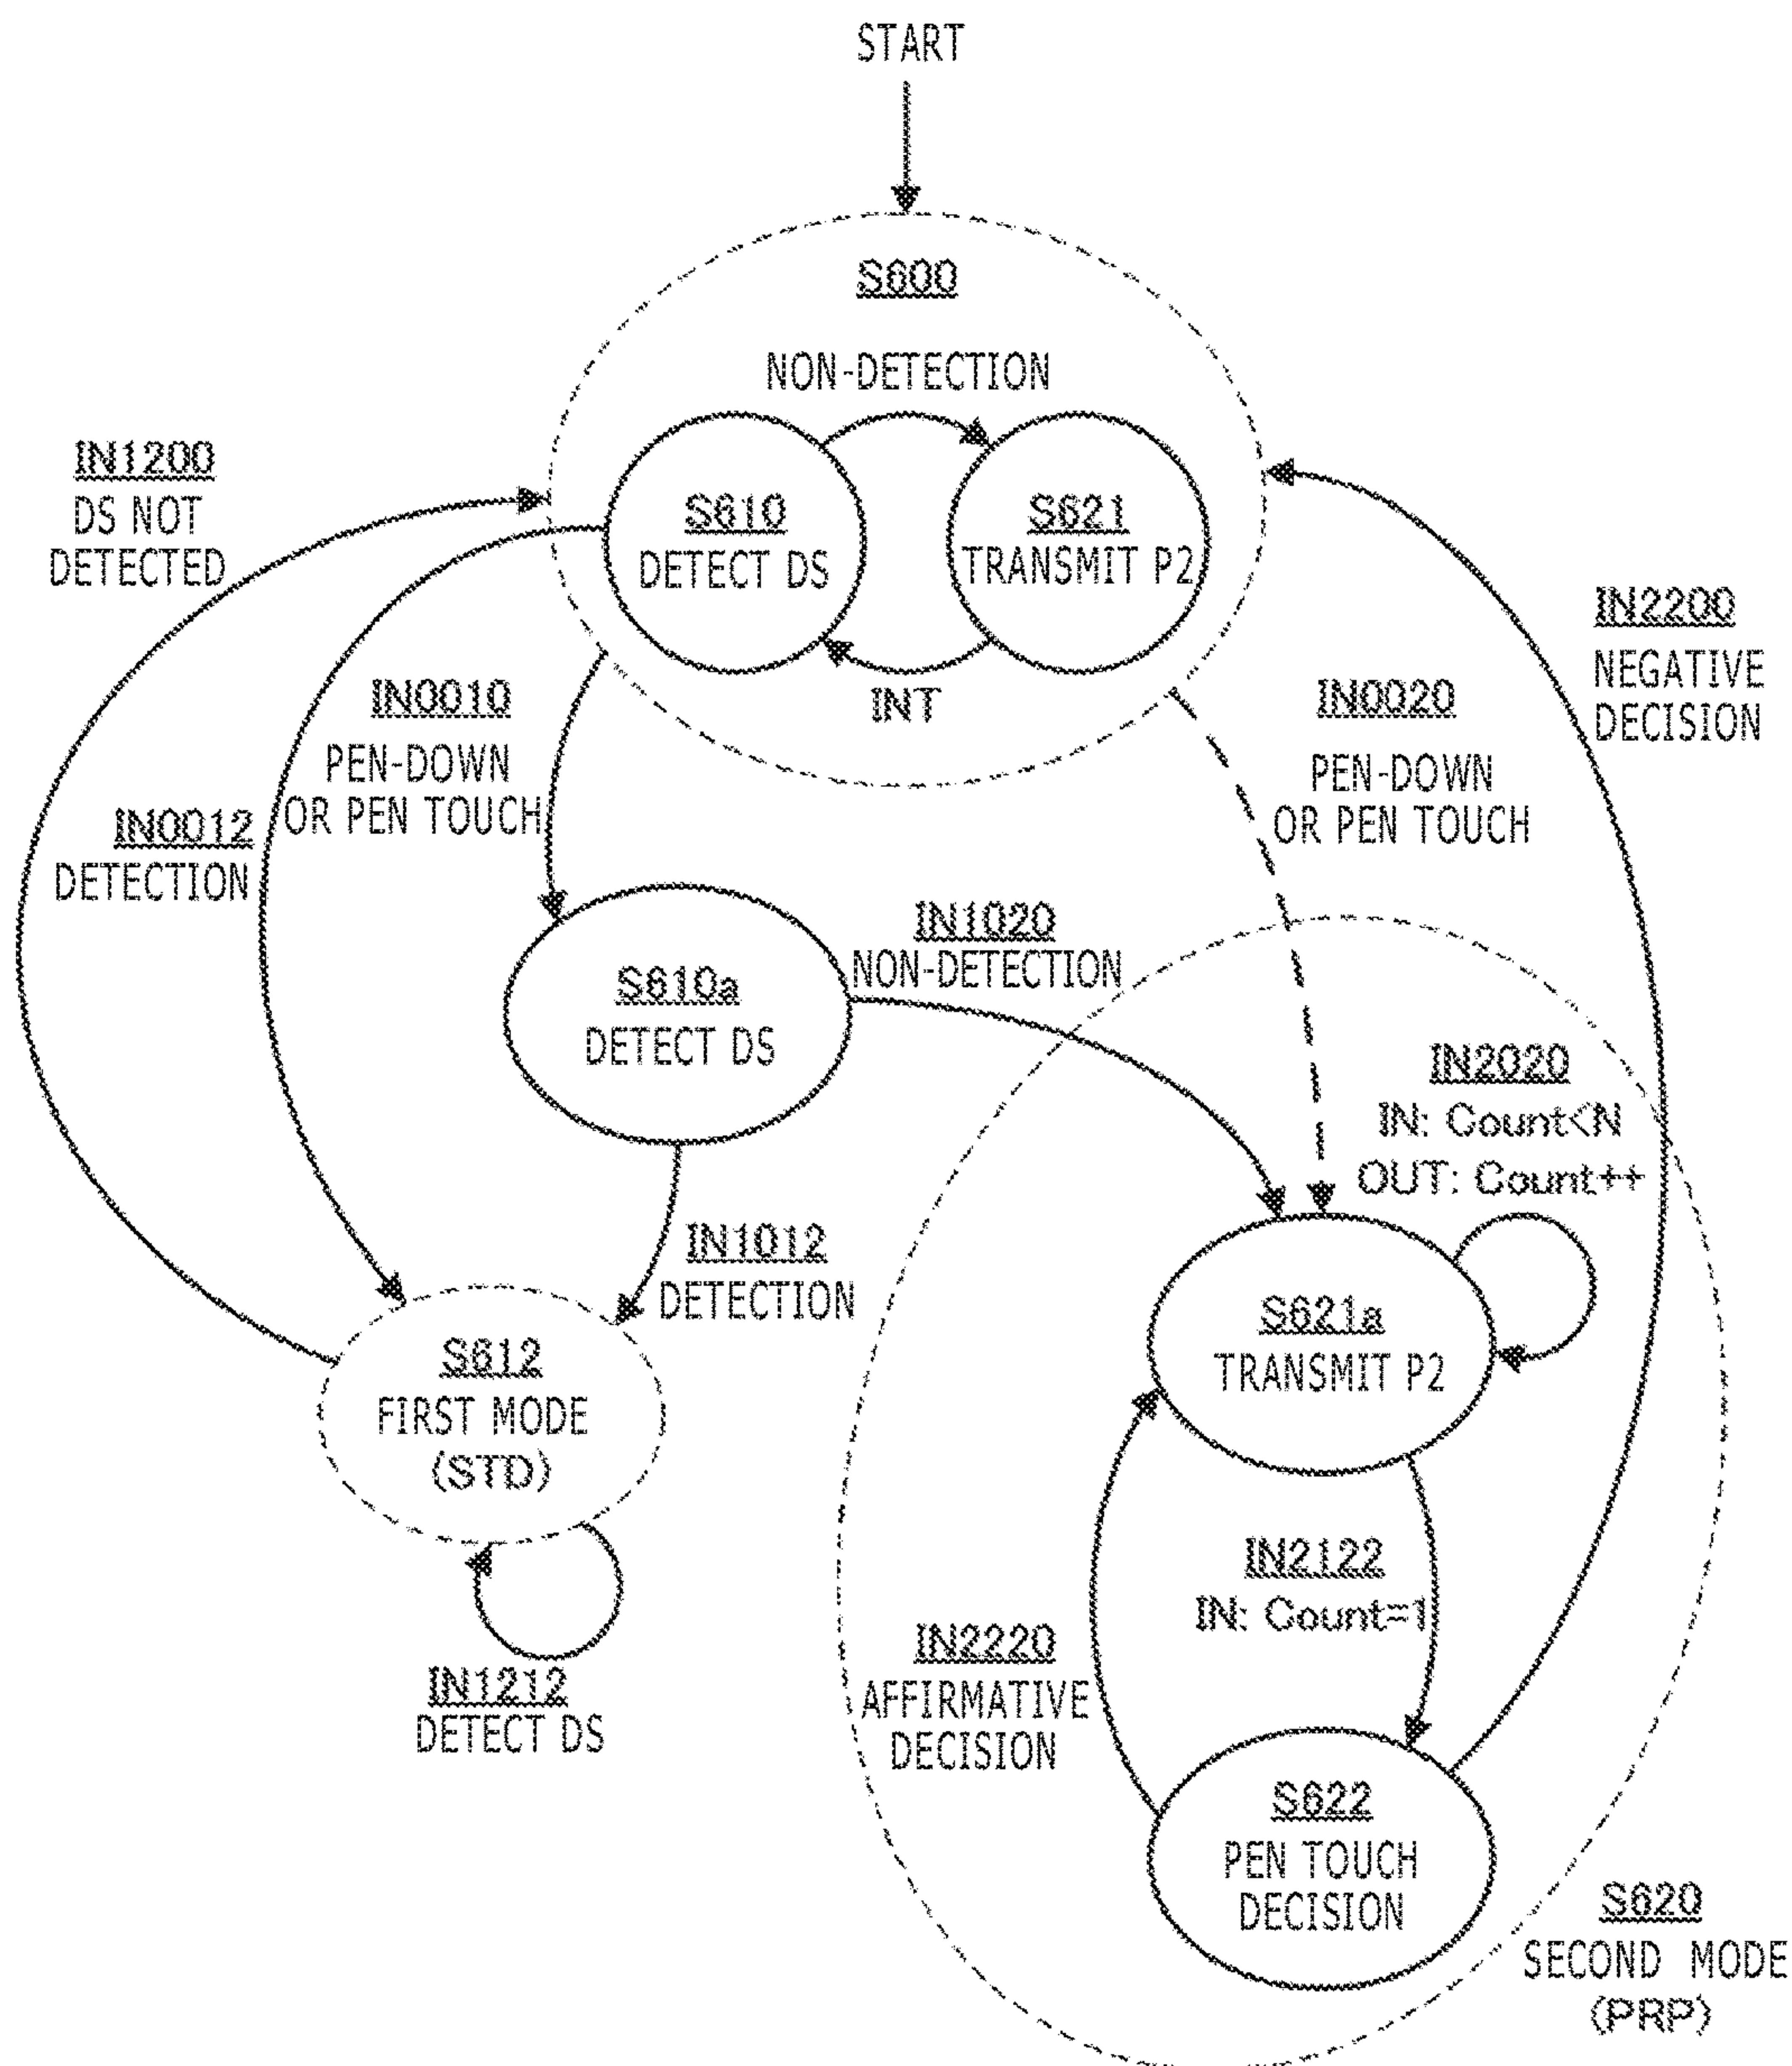 START
S600
NON-DETECTION
S610
DETECT DS
S621
TRANSMIT P2
INT
IN1200
DS NOT
DETECTED
IN0012
DETECTION
IN0010
PEN-DOWN
OR PEN TOUCH
IN0020
PEN-DOWN
OR PEN TOUCH
IN2200
NEGATIVE
DECISION
S610a
DETECT DS
IN1020
NON-DETECTION
IN1012
DETECTION
S612
FIRST MODE
(STD)
IN1212
DETECT DS
IN2020
IN: Count<N
OUT: Count++
S621a
TRANSMIT P2
IN2122
IN: Count=1
IN2220
AFFIRMATIVE
DECISION
S622
PEN TOUCH
DECISION
S620
SECOND MODE
(PRP)